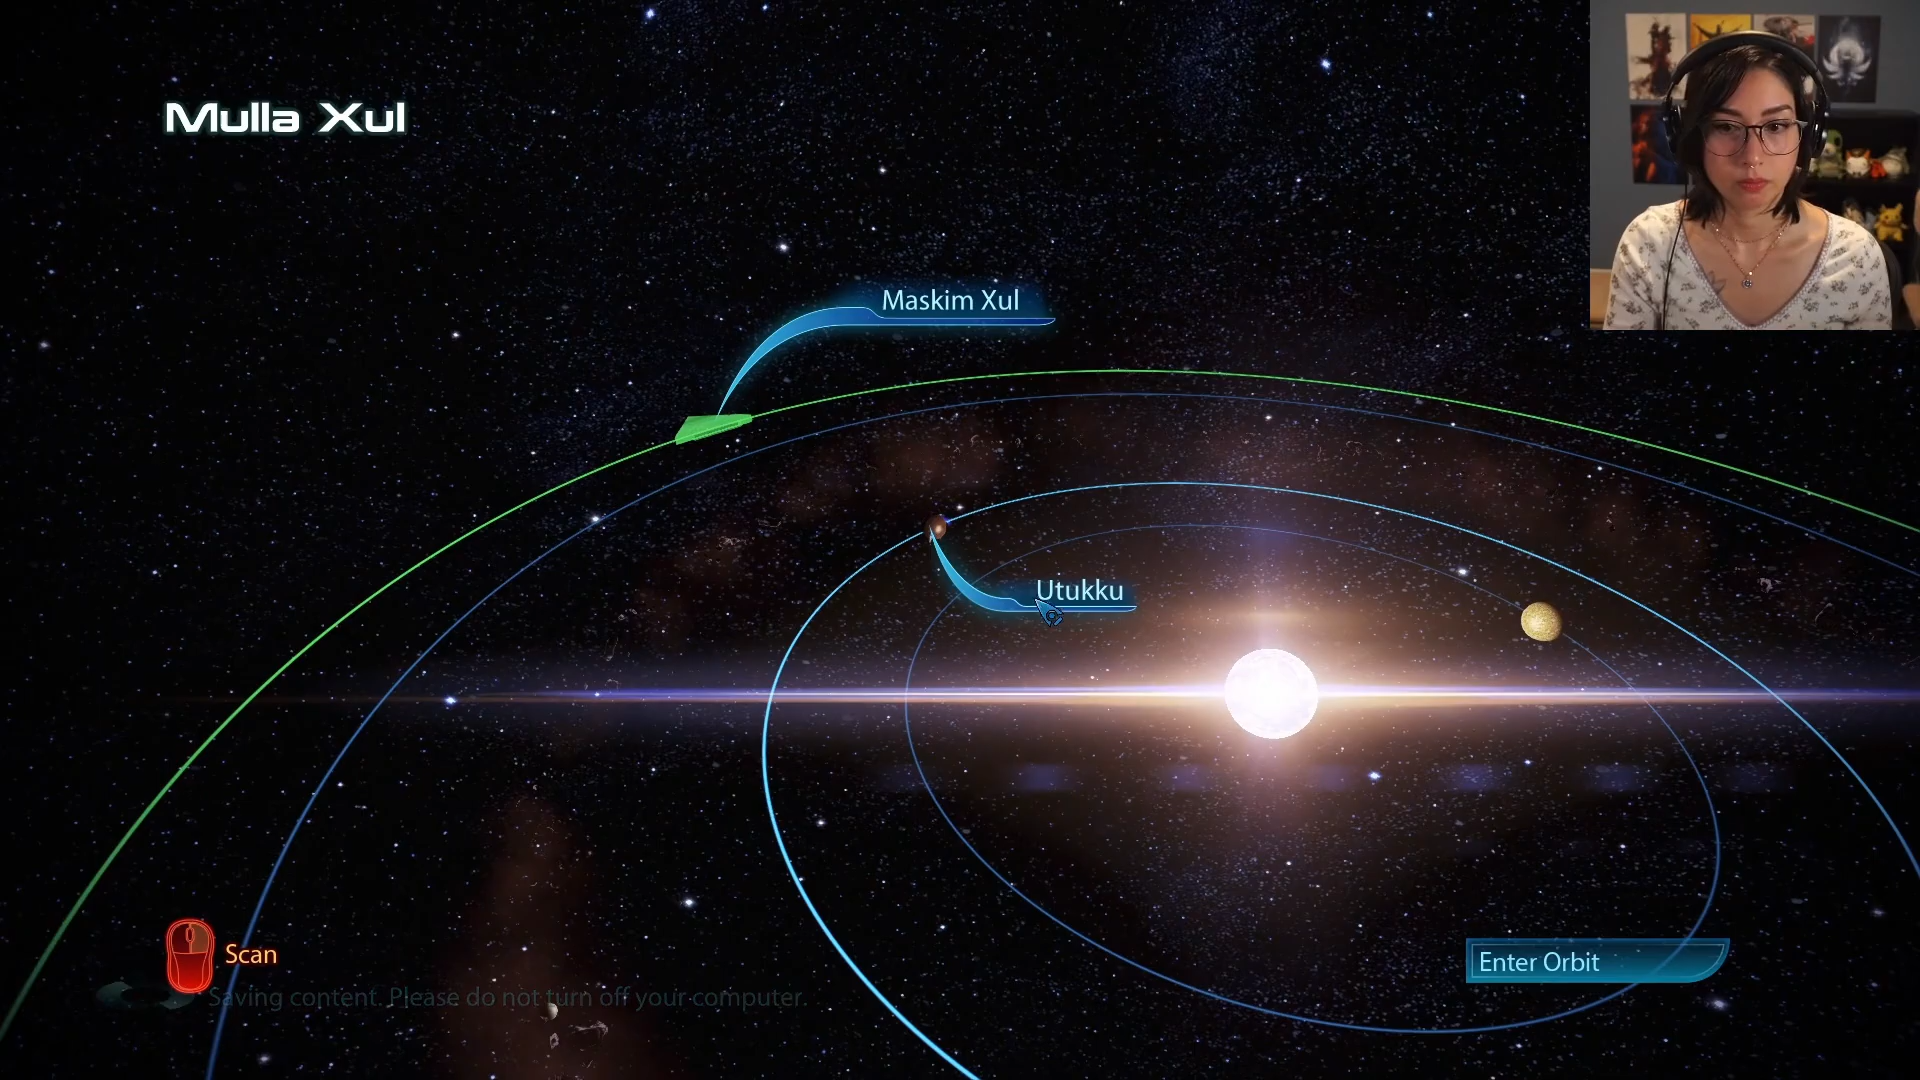 Mulla Xul
Maskim Xul
Utukku
Scan
Enter Orbit
Saving content. Please do not turn off your computer.